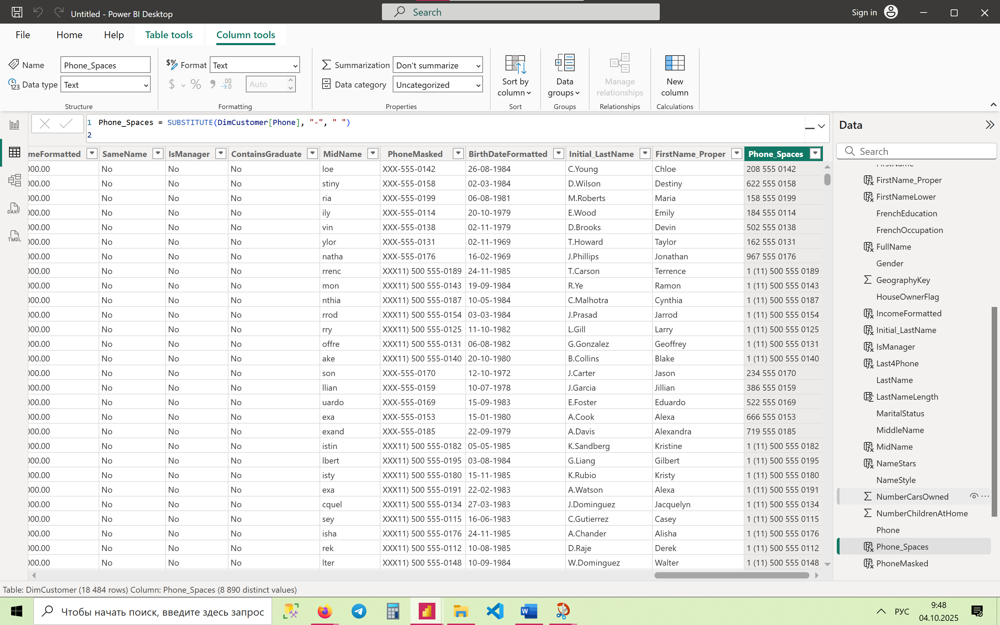 Untitled - Power BI Desktop
Search
Sign in
File
Home
Help
Table tools
Column tools
Name
Phone_Spaces
Format
Text
Summarization
Don't summarize
Data type
Text
$
%
.00
Auto
Data category
Uncategorized
Sort by
column
Data
groups
Manage
relationships
New
column
Structure
Formatting
Properties
Sort
Groups
Relationships
Calculations
1 Phone_Spaces = SUBSTITUTE(DimCustomer[Phone], "-", " ")
2
DAX
TMDL
meFormatted SameName IsManager ContainsGraduate MidName PhoneMasked BirthDateFormatted Initial_LastName FirstName_Proper Phone_Spaces
000.00 No No No loe XXX-555-0142 26-08-1984 C.Young Chloe 208 555 0142
000.00 No No No stiny XXX-555-0158 02-03-1984 D.Wilson Destiny 622 555 0158
000.00 No No No ria XXX-555-0199 06-08-1981 M.Roberts Maria 158 555 0199
000.00 No No No ily XXX-555-0114 20-10-1979 E.Wood Emily 184 555 0114
000.00 No No No vin XXX-555-0138 02-11-1979 D.Brooks Devin 502 555 0138
000.00 No No No ylor XXX-555-0131 02-11-1969 T.Howard Taylor 162 555 0131
000.00 No No No natha XXX-555-0176 16-02-1969 J.Phillips Jonathan 967 555 0176
000.00 No No No rrenc XXX11) 500 555-0189 24-11-1985 T.Carson Terrence 1 (11) 500 555 0189
000.00 No No No mon XXX11) 500 555-0143 19-09-1984 R.Ye Ramon 1 (11) 500 555 0143
000.00 No No No nthia XXX11) 500 555-0187 10-05-1984 C.Malhotra Cynthia 1 (11) 500 555 0187
000.00 No No No rrod XXX11) 500 555-0154 03-03-1984 J.Prasad Jarrod 1 (11) 500 555 0154
000.00 No No No rry XXX11) 500 555-0125 11-10-1982 L.Gill Larry 1 (11) 500 555 0125
000.00 No No No offre XXX11) 500 555-0131 06-08-1982 G.Gonzalez Geoffrey 1 (11) 500 555 0131
000.00 No No No ake XXX11) 500 555-0140 20-10-1980 B.Collins Blake 1 (11) 500 555 0140
000.00 No No No son XXX-555-0170 12-10-1972 J.Carter Jason 234 555 0170
000.00 No No No llian XXX-555-0159 10-07-1978 J.Garcia Jillian 386 555 0159
000.00 No No No uardo XXX-555-0169 15-09-1983 E.Foster Eduardo 522 555 0169
000.00 No No No exa XXX-555-0153 15-01-1980 A.Cook Alexa 666 555 0153
000.00 No No No exand XXX-555-0185 22-09-1979 A.Davis Alexandra 719 555 0185
000.00 No No No istin XXX11) 500 555-0182 05-05-1985 K.Sandberg Kristine 1 (11) 500 555 0182
000.00 No No No lbert XXX11) 500 555-0195 03-08-1984 G.Liang Gilbert 1 (11) 500 555 0195
000.00 No No No isty XXX11) 500 555-0180 15-11-1985 K.Rubio Kristy 1 (11) 500 555 0180
000.00 No No No exa XXX11) 500 555-0191 22-02-1983 A.Watson Alexa 1 (11) 500 555 0191
000.00 No No No cquel XXX11) 500 555-0134 27-03-1983 J.Dominguez Jacquelyn 1 (11) 500 555 0134
000.00 No No No sey XXX11) 500 555-0115 16-06-1983 C.Gutierrez Casey 1 (11) 500 555 0115
000.00 No No No isha XXX11) 500 555-0176 24-11-1985 A.Chander Alisha 1 (11) 500 555 0176
000.00 No No No rek XXX11) 500 555-0112 10-08-1985 D.Raje Derek 1 (11) 500 555 0112
000.00 No No No lter XXX11) 500 555-0148 10-09-1984 W.Dominguez Walter 1 (11) 500 555 0148
Data
Search
FirstName
FirstName_Proper
FirstNameLower
FrenchEducation
FrenchOccupation
FullName
Gender
GeographyKey
HouseOwnerFlag
IncomeFormatted
Initial_LastName
IsManager
Last4Phone
LastName
LastNameLength
MaritalStatus
MiddleName
MidName
NameStars
NameStyle
NumberCarsOwned
NumberChildrenAtHome
Phone
Phone_Spaces
PhoneMasked
Table: DimCustomer (18 484 rows) Column: Phone_Spaces (8 890 distinct values)
Чтобы начать поиск, введите здесь запрос
РУС
9:48
04.10.2025